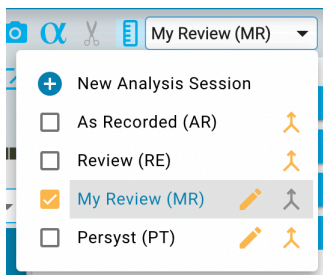 α
My Review (MR)
New Analysis Session
As Recorded (AR)
Review (RE)
My Review (MR)
Persyst (PT)